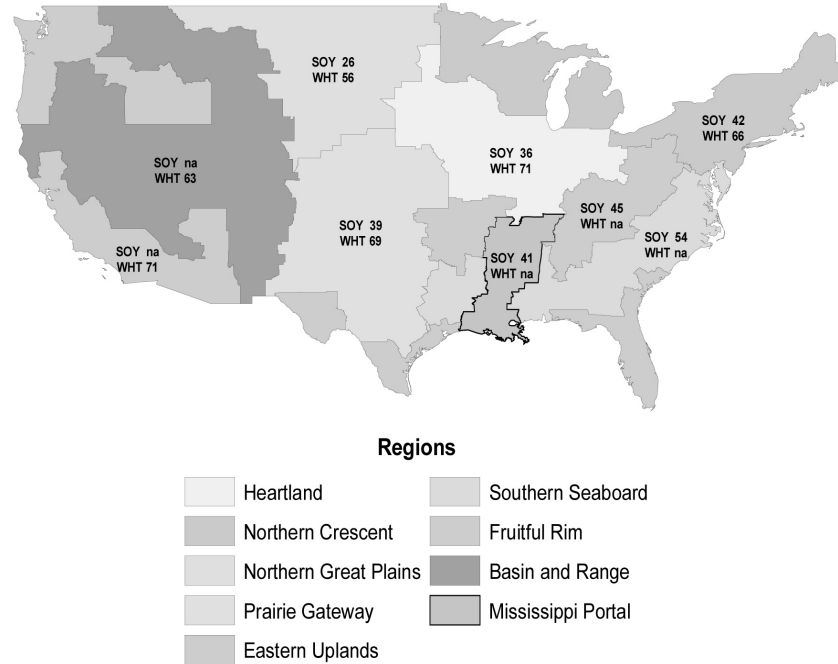 SOY 26
WHT 56
SOY 42
WHT 66
SOY na
WHT 63
SOY 36
WHT 71
SOY 39
WHT 69
SOY 45
WHT na
SOY 54
WHT na
SOY na
WHT 71
SOY 41
WHT na
Regions
Heartland
Northern Crescent
Northern Great Plains
Prairie Gateway
Eastern Uplands
Southern Seaboard
Fruitful Rim
Basin and Range
Mississippi Portal